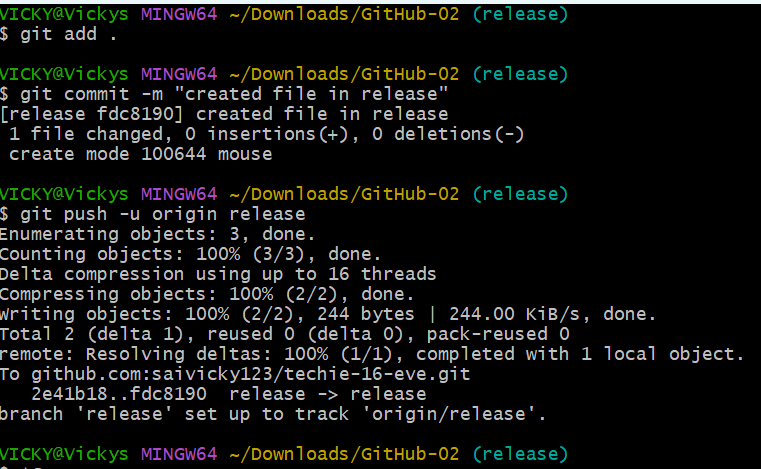 VICKY@Vickys MINGW64 ~/Downloads/GitHub-02 (release)
$ git add .
VICKY@Vickys MINGW64 ~/Downloads/GitHub-02 (release)
$ git commit -m "created file in release"
[release fdc8190] created file in release
 1 file changed, 0 insertions(+), 0 deletions(-)
 create mode 100644 mouse
VICKY@Vickys MINGW64 ~/Downloads/GitHub-02 (release)
$ git push -u origin release
Enumerating objects: 3, done.
Counting objects: 100% (3/3), done.
Delta compression using up to 16 threads
Compressing objects: 100% (2/2), done.
Writing objects: 100% (2/2), 244 bytes | 244.00 KiB/s, done.
Total 2 (delta 1), reused 0 (delta 0), pack-reused 0
remote: Resolving deltas: 100% (1/1), completed with 1 local object.
To github.com:saivicky123/techie-16-eve.git
   2e41b18..fdc8190  release -> release
branch 'release' set up to track 'origin/release'.
VICKY@Vickys MINGW64 ~/Downloads/GitHub-02 (release)